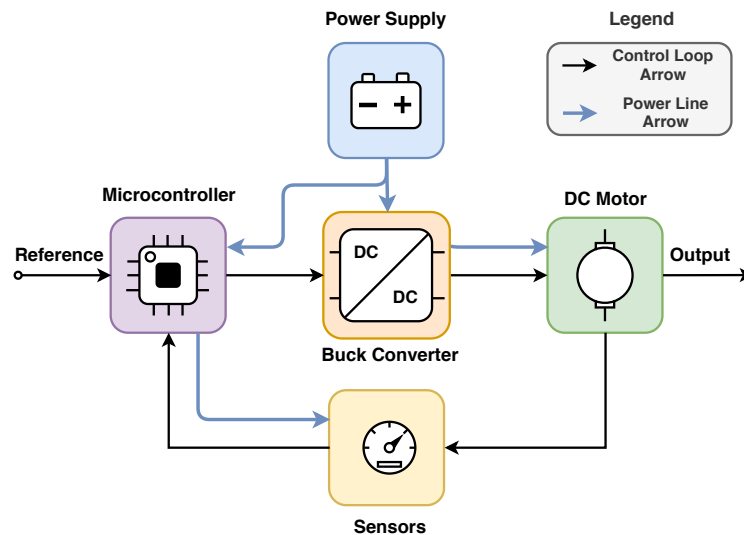 Power Supply
Legend
Control Loop
Arrow
Power Line
Arrow
Microcontroller
DC Motor
Reference
DC
DC
Output
Buck Converter
Sensors